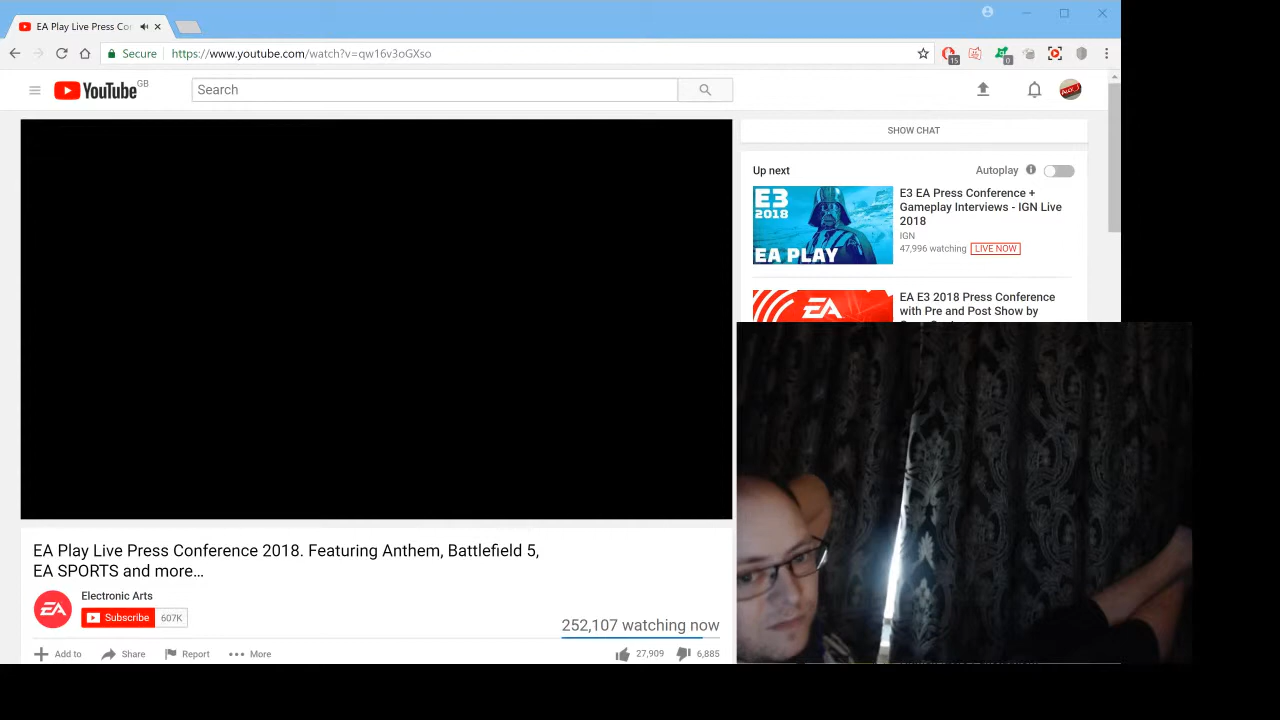 EA Play Live Press Cor
Secure
https://www.youtube.com/watch?v=qw16v3oGXso
15
0
YouTube GB
Search
SHOW CHAT
Up next
Autoplay
E3
2018
EA PLAY
E3 EA Press Conference +
Gameplay Interviews - IGN Live
2018
IGN
47,996 watching
LIVE NOW
EA
EA E3 2018 Press Conference
with Pre and Post Show by
EA Play Live Press Conference 2018. Featuring Anthem, Battlefield 5,
EA SPORTS and more…
EA
Electronic Arts
Subscribe
607K
252,107 watching now
Add to
Share
Report
More
27,909
6,885